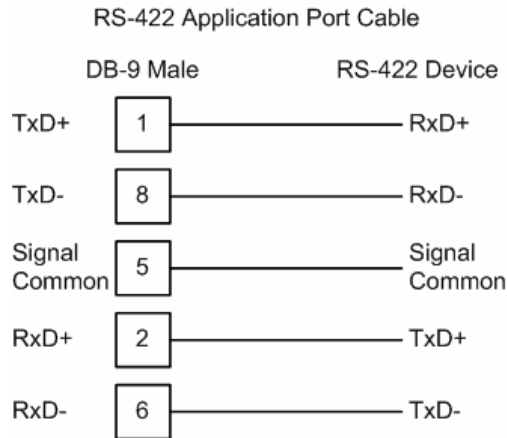 RS-422 Application Port Cable
DB-9 Male RS-422 Device
TxD+ 1 RxD+
TxD- 8 RxD-
Signal Common 5 Signal Common
RxD+ 2 TxD+
RxD- 6 TxD-